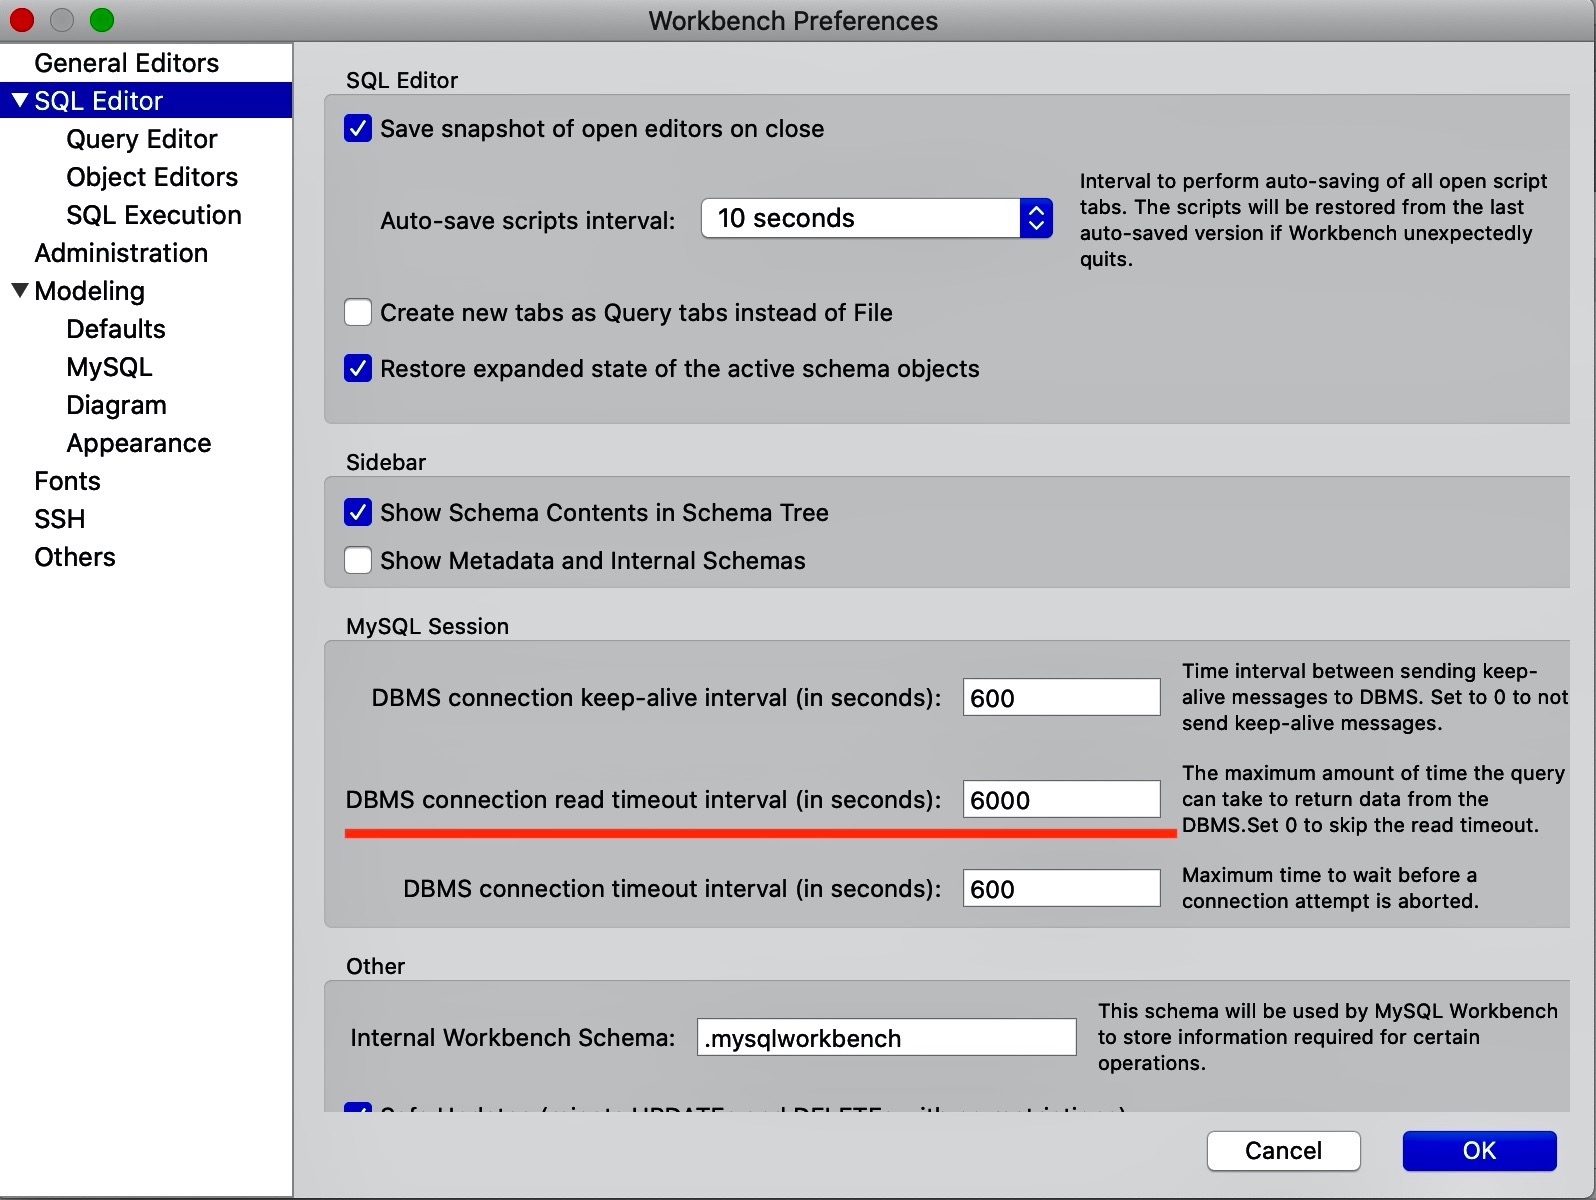 Workbench Preferences
General Editors
SQL Editor
Query Editor
Object Editors
SQL Execution
Administration
Modeling
Defaults
MySQL
Diagram
Appearance
Fonts
SSH
Others
SQL Editor
Save snapshot of open editors on close
Auto-save scripts interval:
10 seconds
Interval to perform auto-saving of all open script
tabs. The scripts will be restored from the last
auto-saved version if Workbench unexpectedly
quits.
Create new tabs as Query tabs instead of File
Restore expanded state of the active schema objects
Sidebar
Show Schema Contents in Schema Tree
Show Metadata and Internal Schemas
MySQL Session
DBMS connection keep-alive interval (in seconds):
600
Time interval between sending keep-
alive messages to DBMS. Set to 0 to not
send keep-alive messages.
DBMS connection read timeout interval (in seconds):
6000
The maximum amount of time the query
can take to return data from the
DBMS.Set 0 to skip the read timeout.
DBMS connection timeout interval (in seconds):
600
Maximum time to wait before a
connection attempt is aborted.
Other
Internal Workbench Schema:
.mysqlworkbench
This schema will be used by MySQL Workbench
to store information required for certain
operations.
Safe Updates (rejects UPDATEs and DELETEs with no restrictions)
Cancel
OK